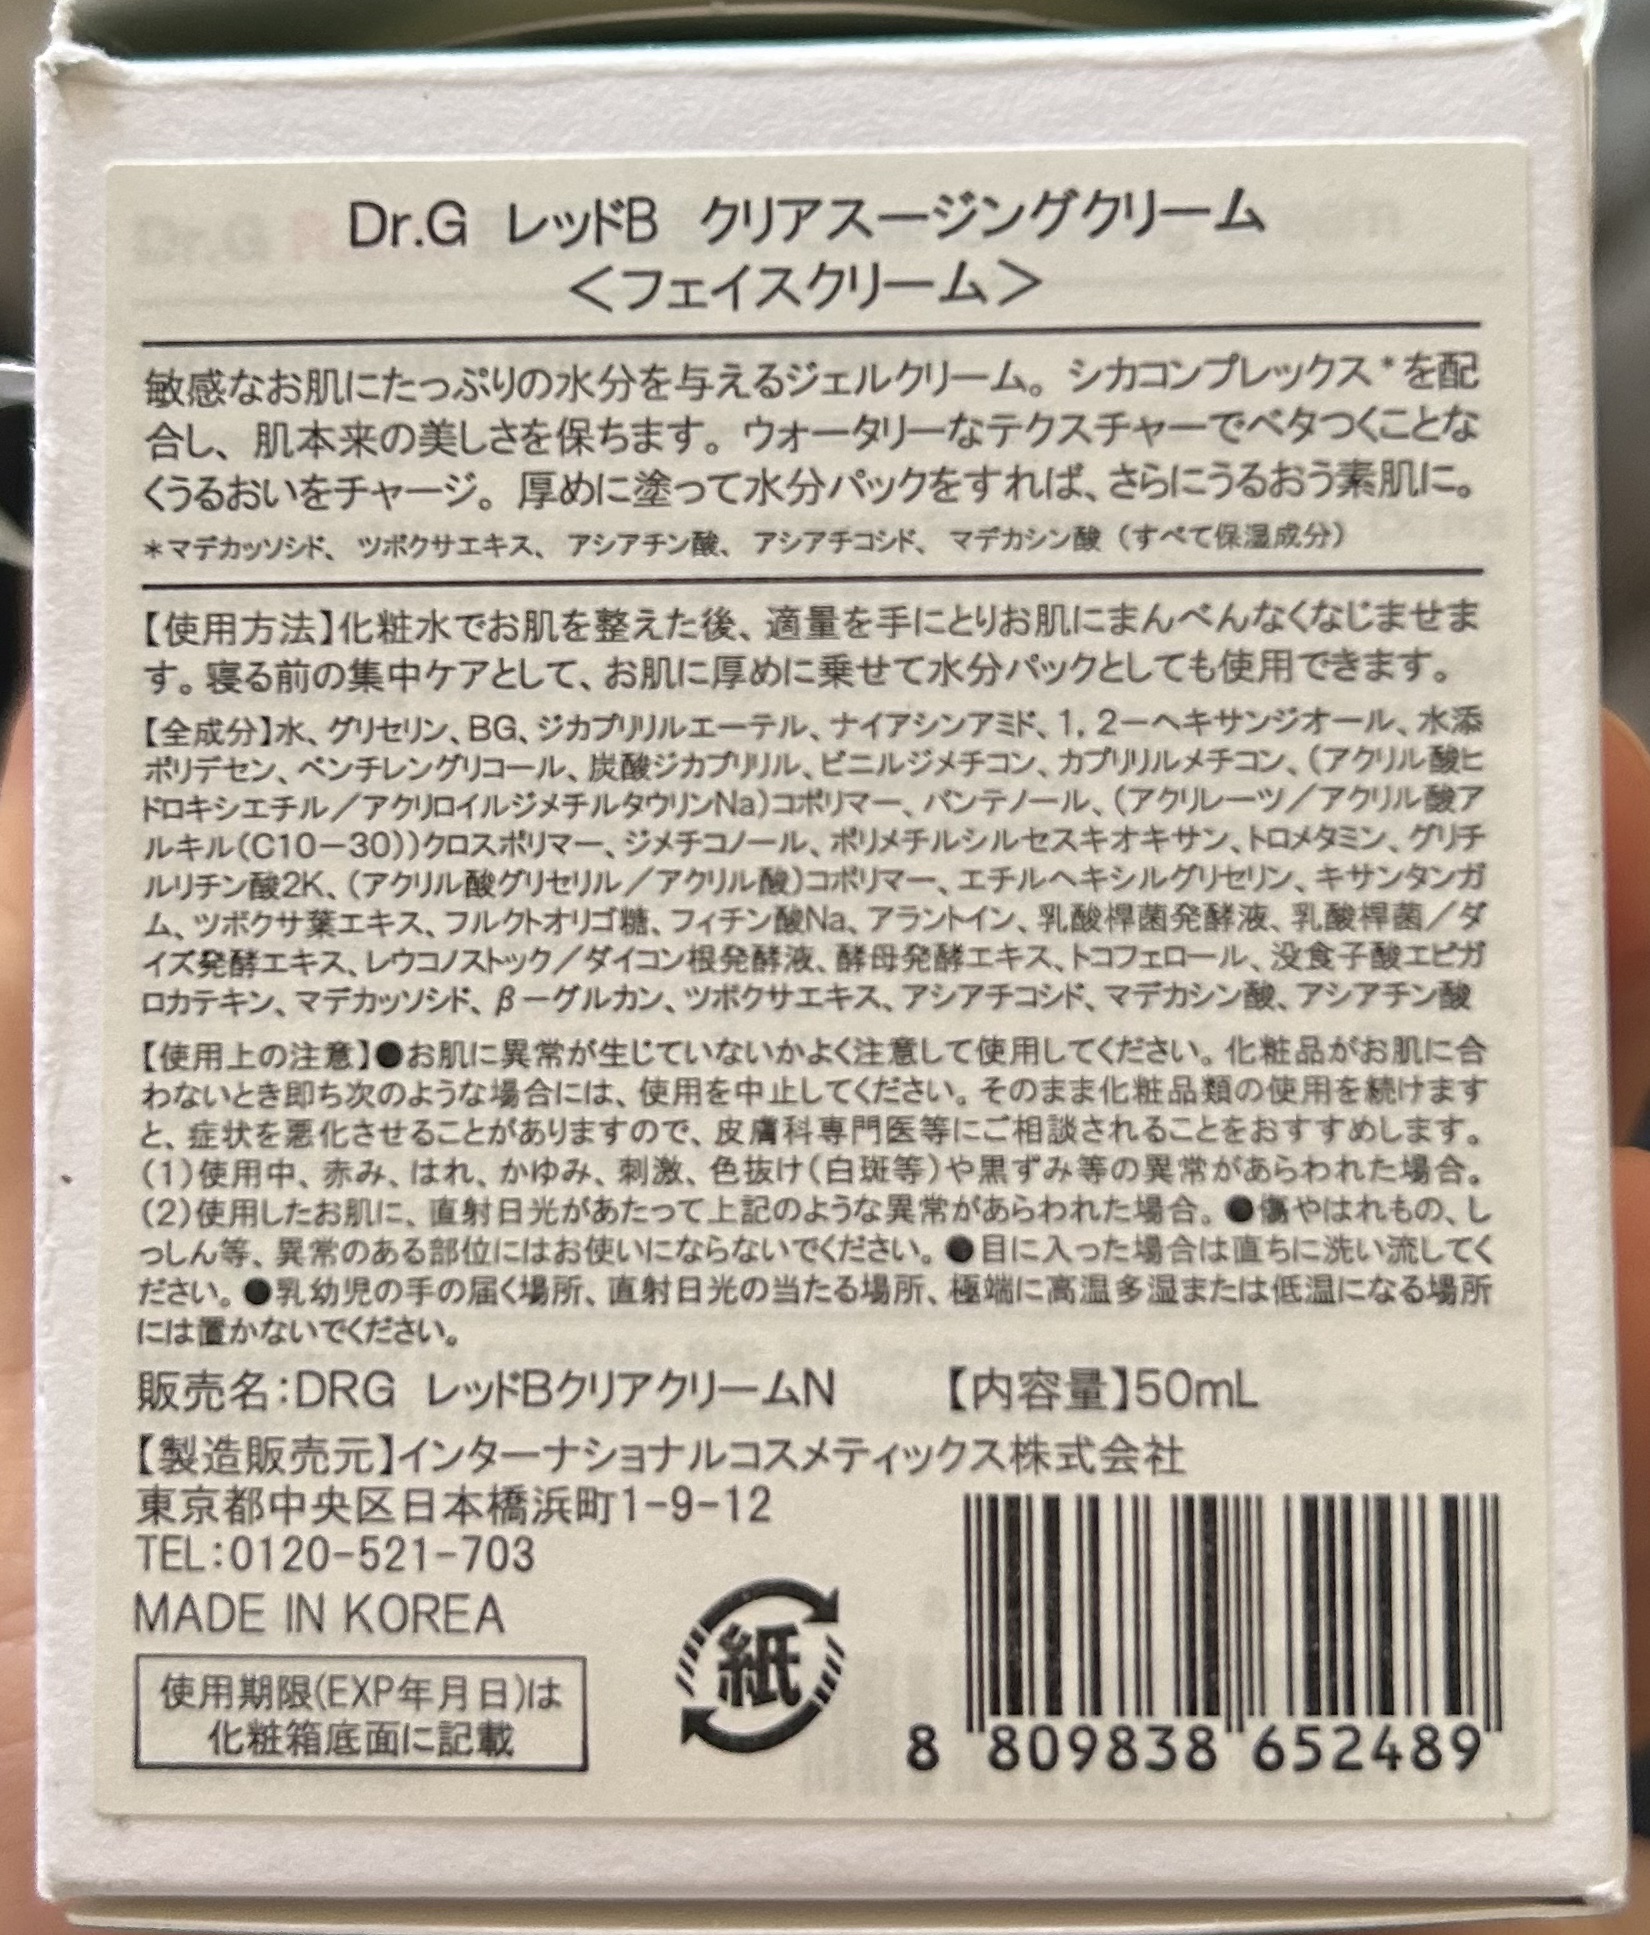 Dr.G レッドB クリアスージングクリーム
＜フェイスクリーム＞
敏感なお肌にたっぷりの水分を与えるジェルクリーム。シカコンプレックス*を配
合し、肌本来の美しさを保ちます。ウォータリーなテクスチャーでベタつくことな
くうるおいをチャージ。厚めに塗って水分パックをすれば、さらにうるおう素肌に。
*マデカッソシド、ツボクサエキス、アシアチン酸、アシアチコシド、マデカシン酸（すべて保湿成分）
【使用方法】化粧水でお肌を整えた後、適量を手にとりお肌にまんべんなくなじませま
す。寝る前の集中ケアとして、お肌に厚めに乗せて水分パックとしても使用できます。
【全成分】水、グリセリン、BG、ジカプリリルエーテル、ナイアシンアミド、1，2－ヘキサンジオール、水添
ポリデセン、ペンチレングリコール、炭酸ジカプリリル、ビニルジメチコン、カプリリルメチコン、（アクリル酸ヒ
ドロキシエチル／アクリロイルジメチルタウリンNa）コポリマー、パンテノール、（アクリレーツ／アクリル酸ア
ルキル（C10－30））クロスポリマー、ジメチコノール、ポリメチルシルセスキオキサン、トロメタミン、グリチ
ルリチン酸2K、（アクリル酸グリセリル／アクリル酸）コポリマー、エチルヘキシルグリセリン、キサンタンガ
ム、ツボクサ葉エキス、フルクトオリゴ糖、フィチン酸Na、アラントイン、乳酸桿菌発酵液、乳酸桿菌／ダ
イズ発酵エキス、レウコノストック／ダイコン根発酵液、酵母発酵エキス、トコフェロール、没食子酸エピガ
ロカテキン、マデカッソシド、β－グルカン、ツボクサエキス、アシアチコシド、マデカシン酸、アシアチン酸
【使用上の注意】●お肌に異常が生じていないかよく注意して使用してください。化粧品がお肌に合
わないとき即ち次のような場合には、使用を中止してください。そのまま化粧品類の使用を続けます
と、症状を悪化させることがありますので、皮膚科専門医等にご相談されることをおすすめします。
（1）使用中、赤み、はれ、かゆみ、刺激、色抜け（白斑等）や黒ずみ等の異常があらわれた場合。
（2）使用したお肌に、直射日光があたって上記のような異常があらわれた場合。●傷やはれもの、し
っしん等、異常のある部位にはお使いにならないでください。●目に入った場合は直ちに洗い流してく
ださい。●乳幼児の手の届く場所、直射日光の当たる場所、極端に高温多湿または低温になる場所
には置かないでください。
販売名：DRG レッドBクリアクリームN 【内容量】50mL
【製造販売元】インターナショナルコスメティックス株式会社
東京都中央区日本橋浜町1-9-12
TEL：0120-521-703
MADE IN KOREA
使用期限（EXP年月日）は
化粧箱底面に記載
紙
8 809838 652489